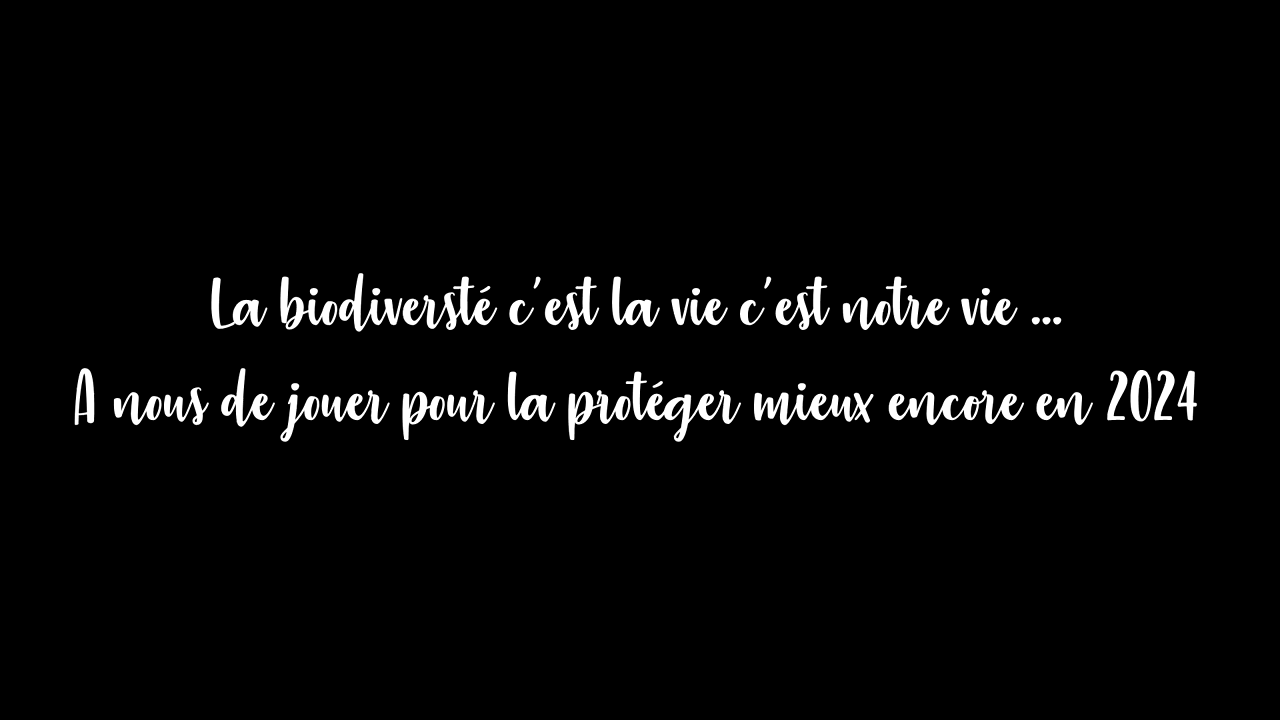 La biodiversté c'est la vie c'est notre vie ...
A nous de jouer pour la protéger mieux encore en 2024